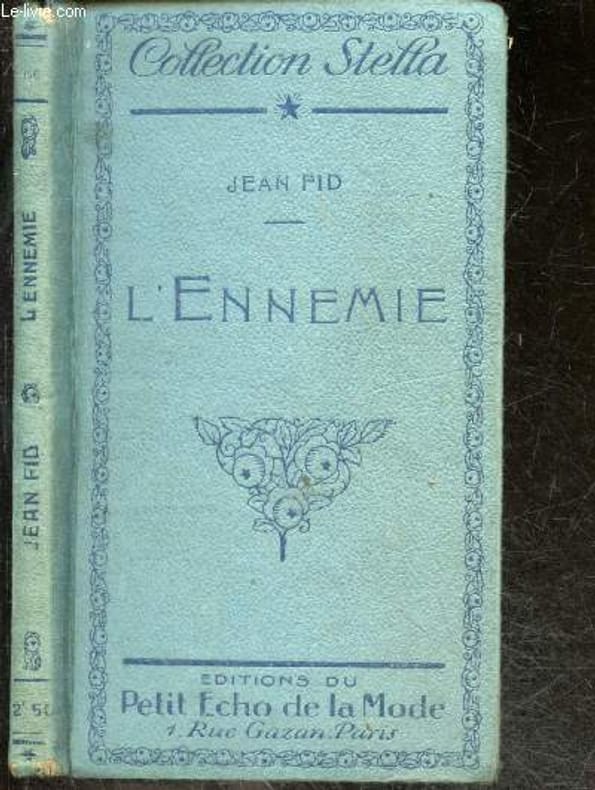 Le-livre.com
Collection Stella
JEAN FID
L'ENNEMIE
EDITIONS DU
Petit Echo de la Mode
1, Rue Gazan, Paris
L'ENNEMIE
JEAN FID